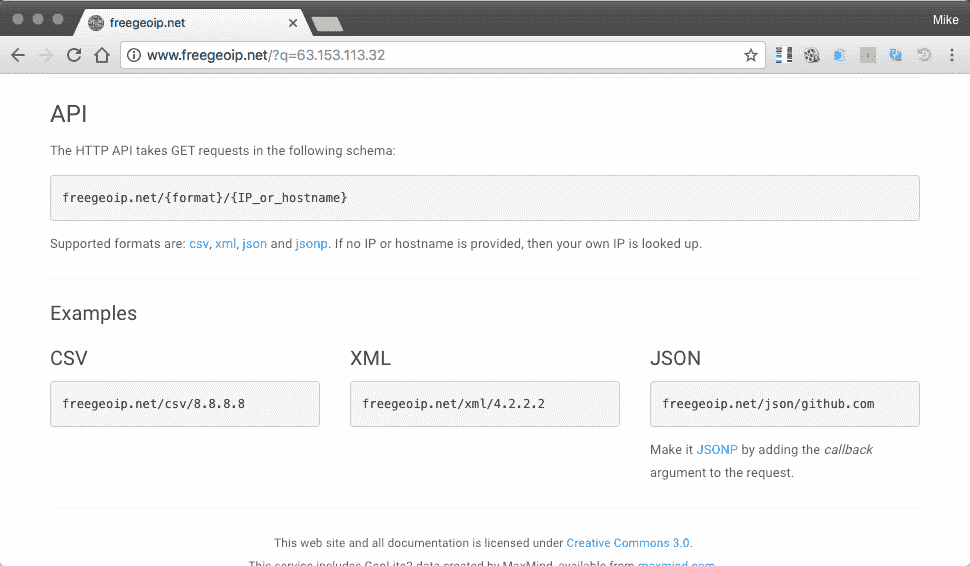 freegeoip.net
Mike
www.freegeoip.net/?q=63.153.113.32
API
The HTTP API takes GET requests in the following schema:
freegeoip.net/{format}/{IP_or_hostname}
Supported formats are: csv, xml, json and jsonp. If no IP or hostname is provided, then your own IP is looked up.
Examples
CSV
XML
JSON
freegeoip.net/csv/8.8.8.8
freegeoip.net/xml/4.2.2.2
freegeoip.net/json/github.com
Make it JSONP by adding the callback
argument to the request.
This web site and all documentation is licensed under Creative Commons 3.0.
This service includes GeoLite2 data created by MaxMind, available from maxmind.com